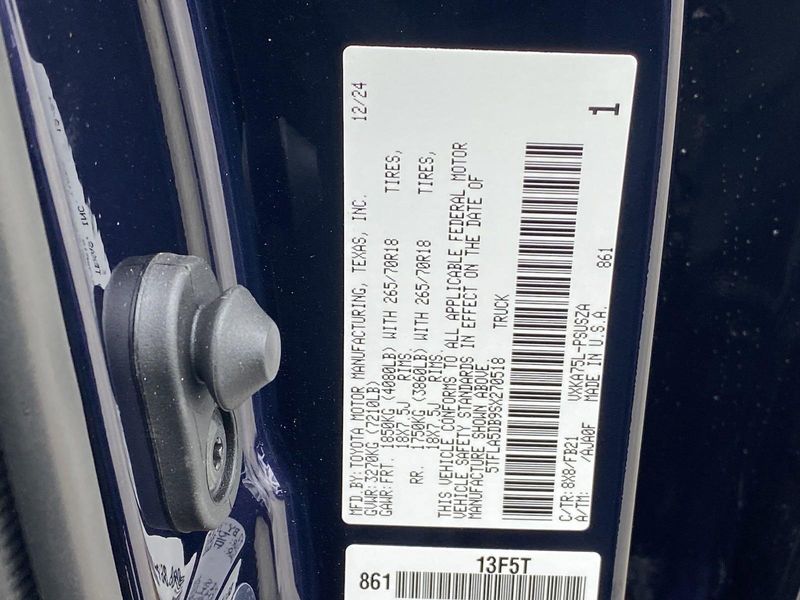 MFD.BY:TOYOTA MOTOR MANUFACTURING, TEXAS, INC. 12/24
GVWR:3270KG (7210LB)
GAWR:FRT. 1850KG (4080LB) WITH 265/70R18 TIRES,
18X7.5J RIMS.
RR. 1750KG (3860LB) WITH 265/70R18 TIRES,
18X7.5J RIMS.
THIS VEHICLE CONFORMS TO ALL APPLICABLE FEDERAL MOTOR
VEHICLE SAFETY STANDARDS IN EFFECT ON THE DATE OF
MANUFACTURE SHOWN ABOVE
5TFLA5DB9SX270518 TRUCK
C/TR: 8X8/FB21 VXKA75L-PSUSZA 861
A/TM: /AJA0F MADE IN U.S.A.
1
13F5T
861